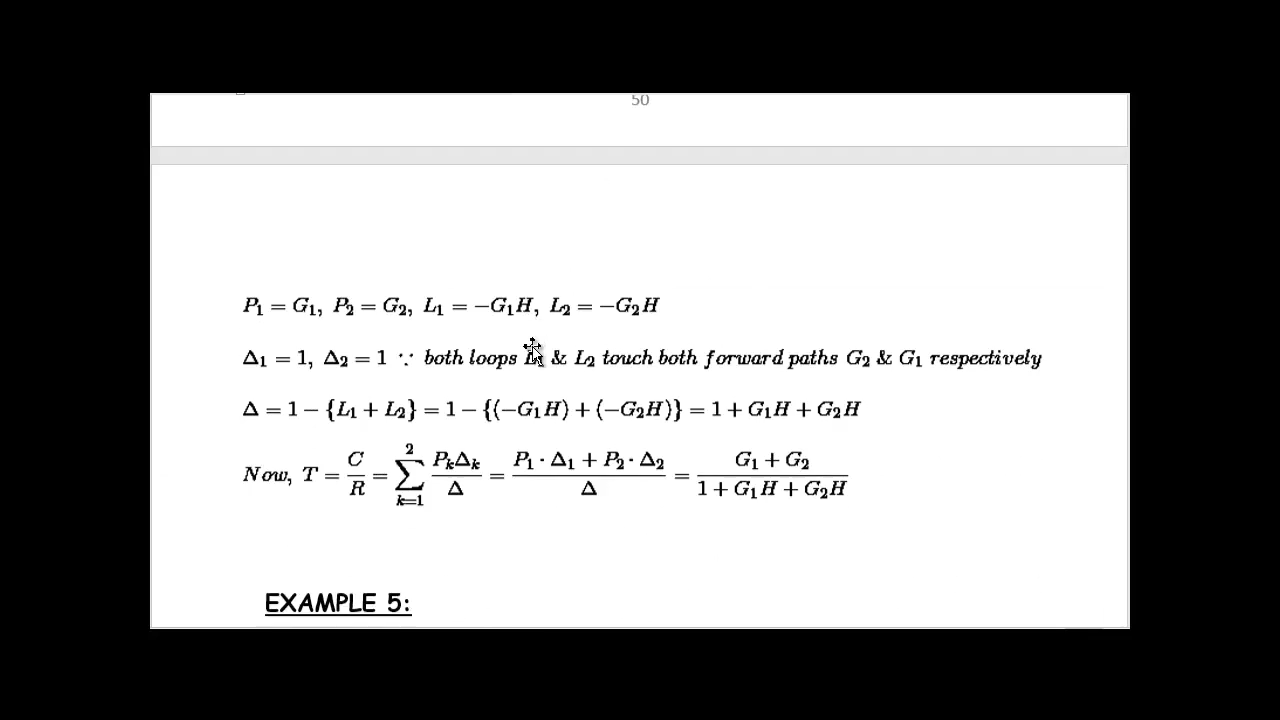 50
P₁ = G₁, P₂ = G₂, L₁ = −G₁H, L₂ = −G₂H
Δ₁ = 1, Δ₂ = 1 ∵ both loops L₁ & L₂ touch both forward paths G₂ & G₁ respectively
Δ = 1 − {L₁ + L₂} = 1 − {(−G₁H) + (−G₂H)} = 1 + G₁H + G₂H
Now, T = C/R = ∑_{k=1}^{2} P_kΔ_k/Δ = (P₁ · Δ₁ + P₂ · Δ₂)/Δ = (G₁ + G₂)/(1 + G₁H + G₂H)
EXAMPLE 5: